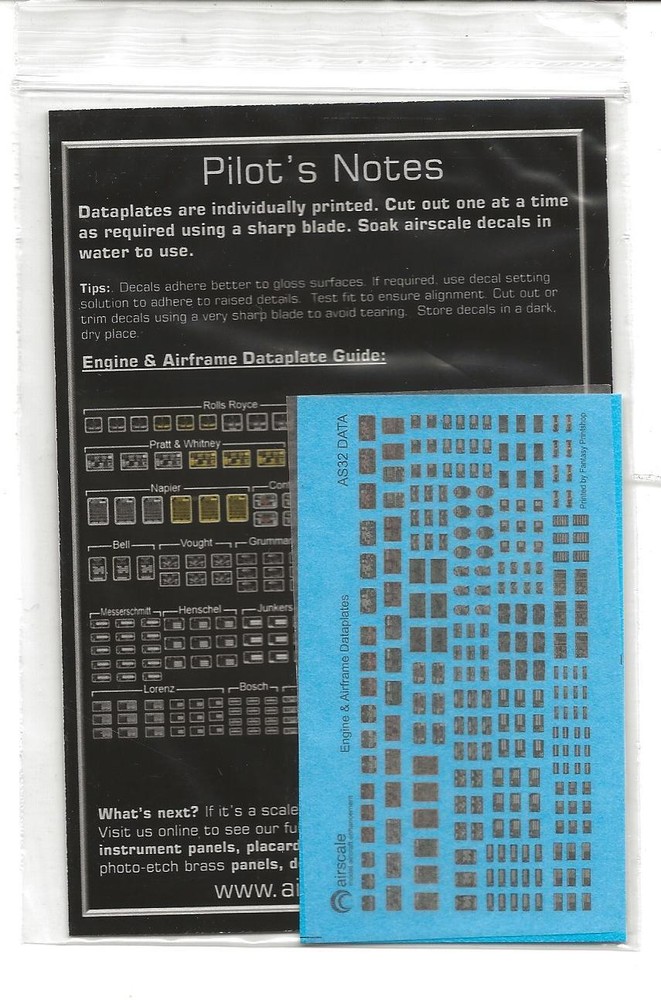 Pilot's Notes
Dataplates are individually printed. Cut out one at a time
as required using a sharp blade. Soak airscale decals in
water to use.
Tips:. Decals adhere better to gloss surfaces. If required, use decal setting
solution to adhere to raised details. Test fit to ensure alignment. Cut out or
trim decals using a very sharp blade to avoid tearing. Store decals in a dark,
dry place.
Engine & Airframe Dataplate Guide:
Rolls Royce
Pratt & Whitney
Napier
Bell
Vought
Messerschmitt
Henschel
Junkers
Lorenz
Bosch
What's next? If it's a scale
Visit us online to see our
instrument panels,
photo-etch brass panels,
www.
AS32 DATA
Printed by Fantasy Printshop
Engine & Airframe Dataplates
airscale
model aircraft enhancement